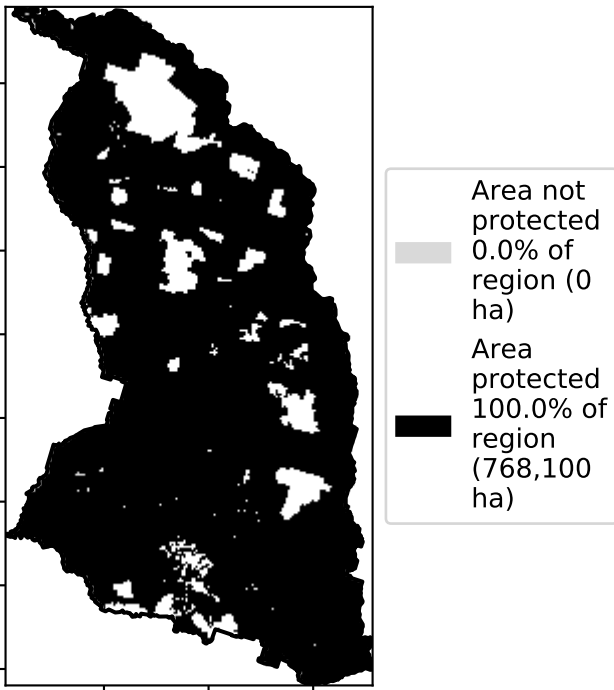 Area not
protected
0.0% of
region (0
ha)
Area
protected
100.0% of
region
(768,100
ha)